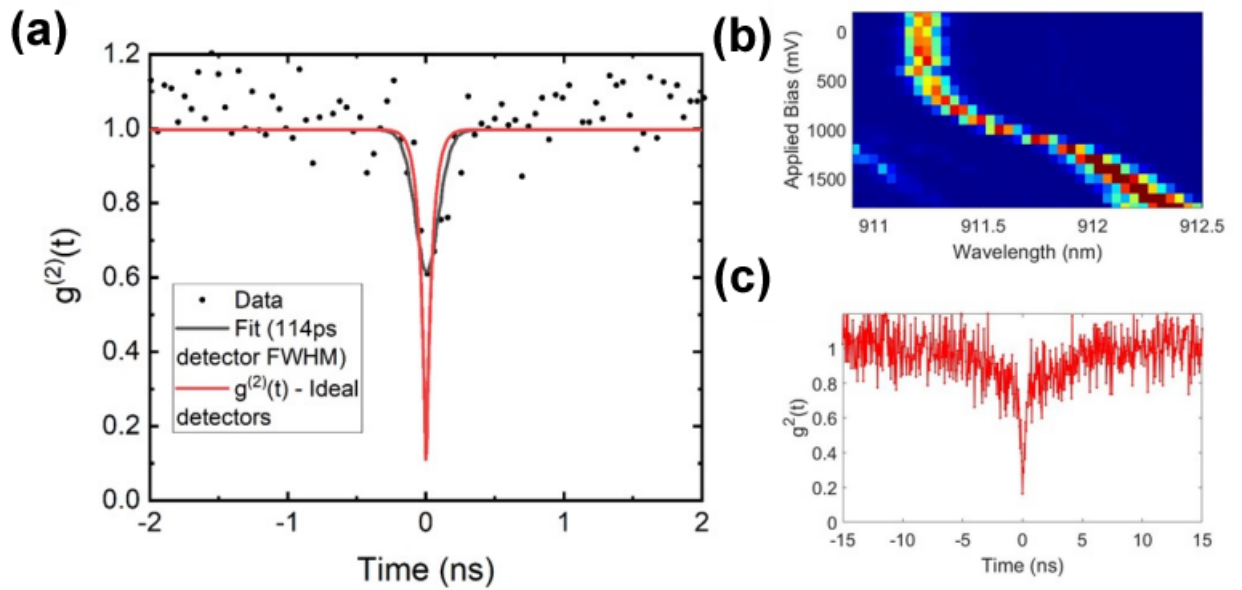 (a)
1.2
1.0
0.8
0.6
0.4
0.2
0.0
g(2)(t)
Data
Fit (114ps
detector FWHM)
g(2)(t) - Ideal
detectors
-2
-1
0
1
2
Time (ns)
(b)
0
500
1000
1500
Applied Bias (mV)
911
911.5
912
912.5
Wavelength (nm)
(c)
1
0.8
0.6
0.4
0.2
0
g2(t)
-15
-10
-5
0
5
10
15
Time (ns)